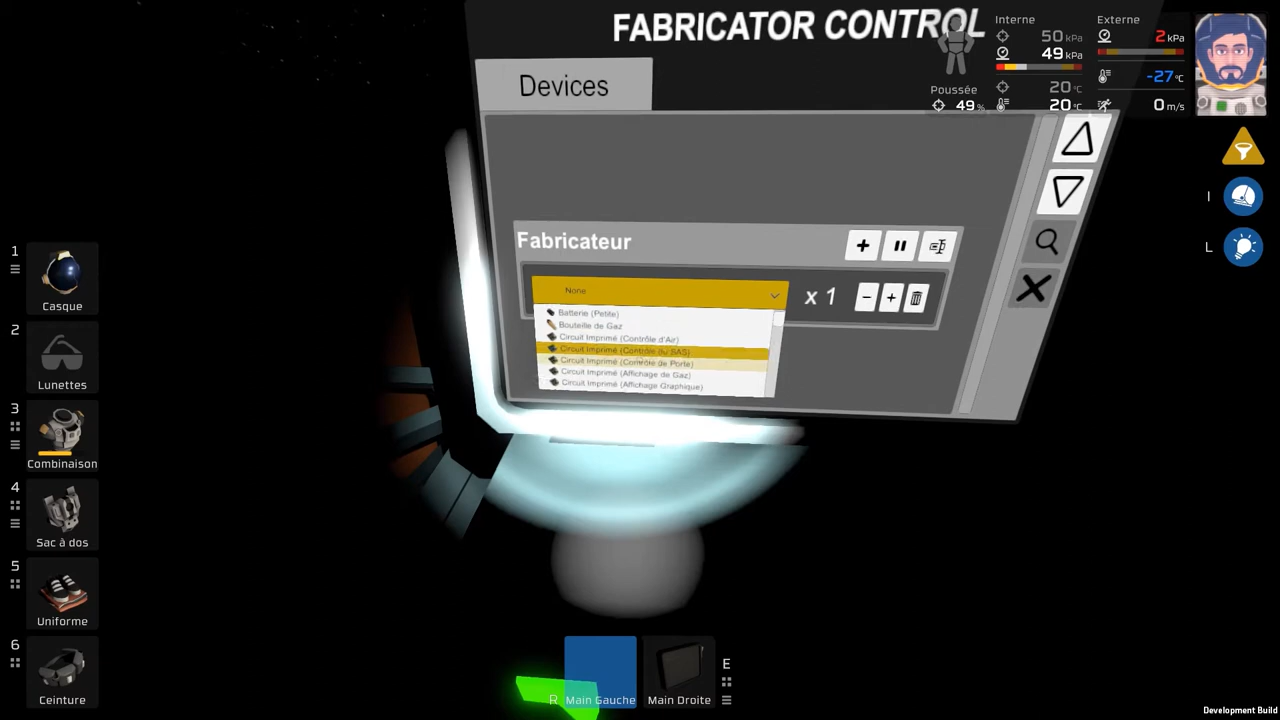 FABRICATOR CONTROL
Devices
Fabricateur
None
x 1
Batterie (Petite)
Bouteille de Gaz
Circuit Imprimé (Contrôle d'Air)
Circuit Imprimé (Contrôle du SAS)
Circuit Imprimé (Contrôle de Porte)
Circuit Imprimé (Affichage de Gaz)
Circuit Imprimé (Affichage Graphique)
Interne
50 kPa
49 kPa
20 °C
20 °C
Poussée
49 %
Externe
2 kPa
-27 °C
0 m/s
I
L
1
Casque
2
Lunettes
3
Combinaison
4
Sac à dos
5
Uniforme
6
Ceinture
R
Main Gauche
Main Droite
E
Development Build